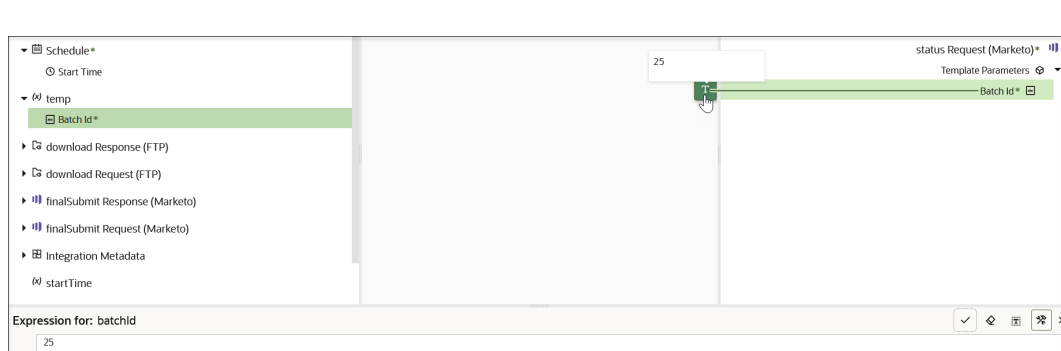 Schedule*
Start Time
(x) temp
Batch Id*
download Response (FTP)
download Request (FTP)
finalSubmit Response (Marketo)
finalSubmit Request (Marketo)
Integration Metadata
(x) startTime
25
T
status Request (Marketo)*
Template Parameters
Batch Id*
Expression for: batchId
25